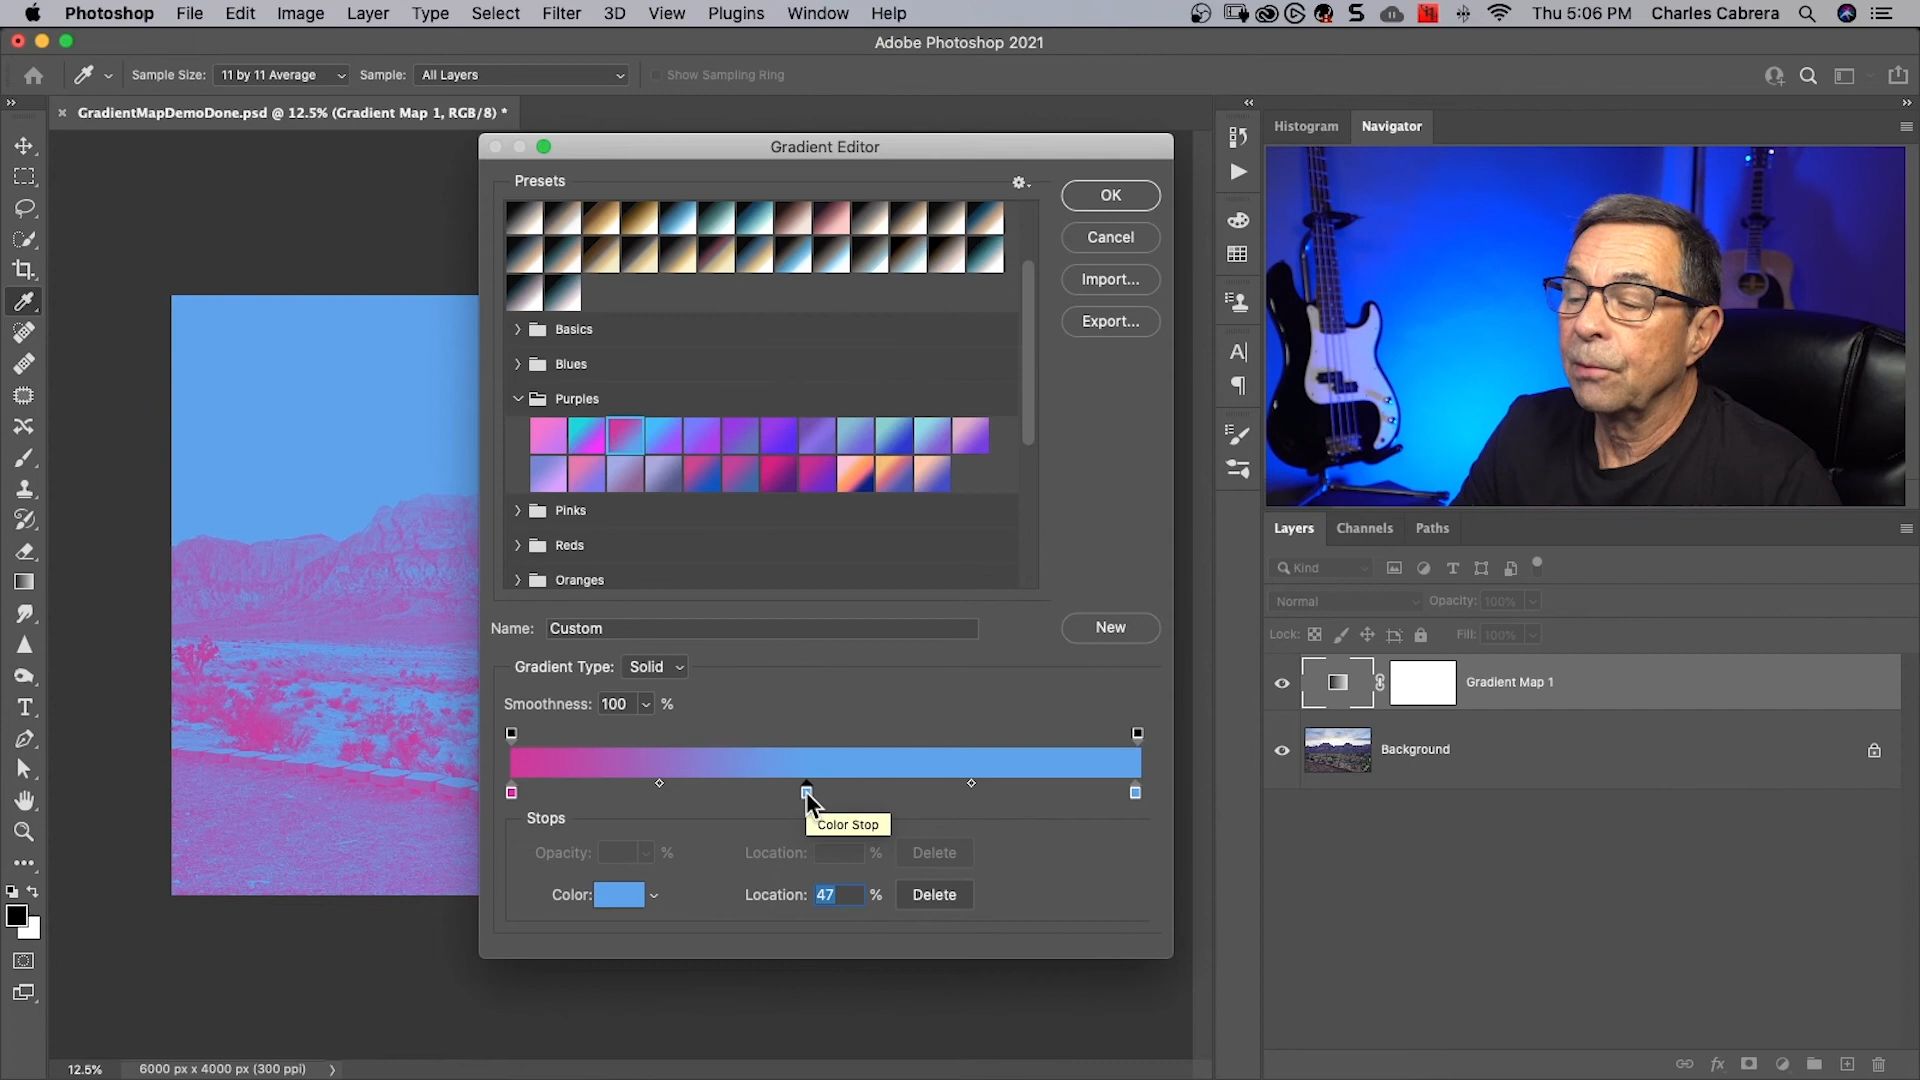 Photoshop File Edit Image Layer Type Select Filter 3D View Plugins Window Help Thu 5:06 PM Charles Cabrera
Adobe Photoshop 2021
Sample Size: 11 by 11 Average Sample: All Layers Show Sampling Ring
GradientMapDemoDone.psd @ 12.5% (Gradient Map 1, RGB/8) *
Histogram Navigator
Gradient Editor
Presets
OK
Cancel
Import...
Export...
Basics
Blues
Purples
Pinks
Reds
Oranges
Name: Custom
New
Gradient Type: Solid
Smoothness: 100 %
Color Stop
Stops
Opacity: % Location: % Delete
Color: Location: 47 % Delete
Layers Channels Paths
Kind
Normal Opacity: 100%
Lock: Fill: 100%
Gradient Map 1
Background
12.5% 6000 px x 4000 px (300 ppi)